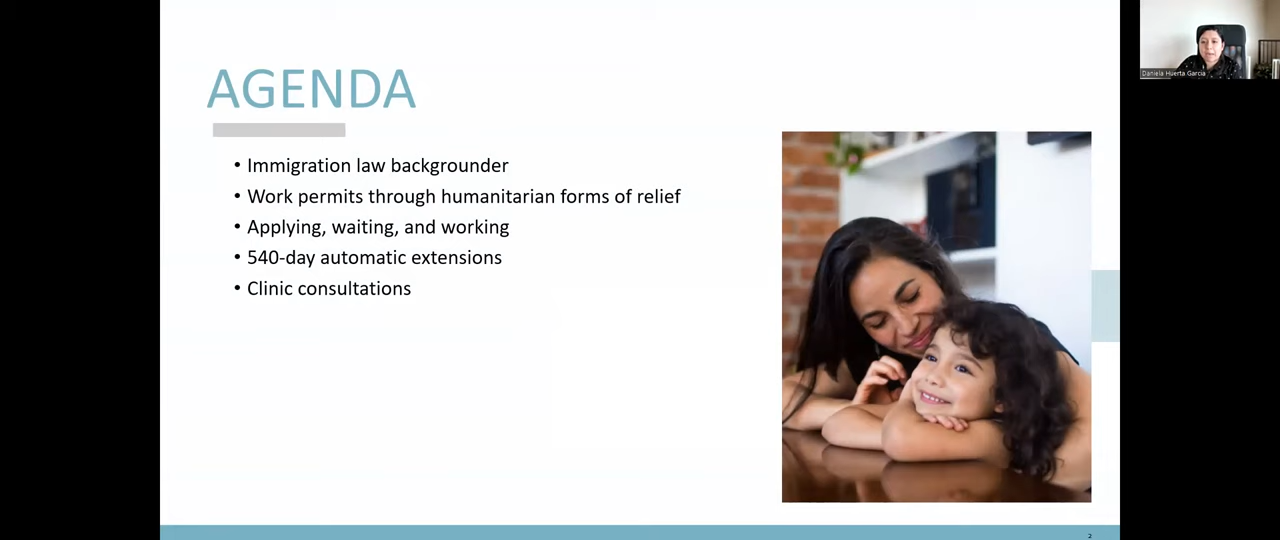 AGENDA
• Immigration law backgrounder
• Work permits through humanitarian forms of relief
• Applying, waiting, and working
• 540-day automatic extensions
• Clinic consultations
Daniela Huerta Garcia
2